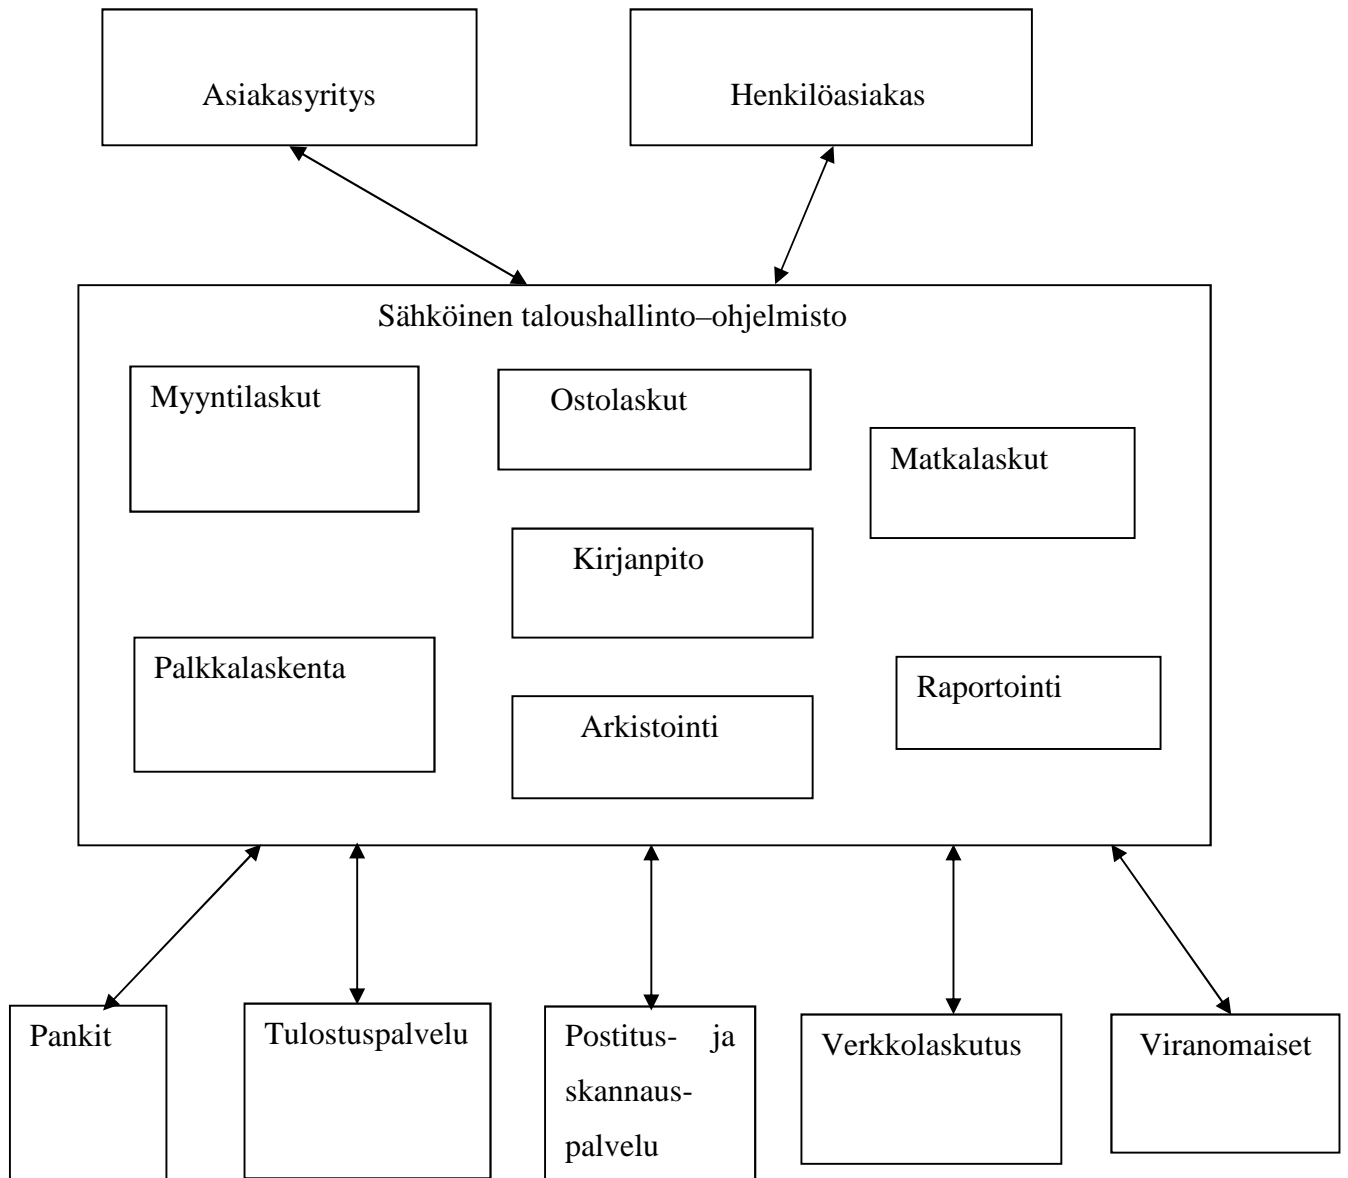 Asiakasyritys
Henkilöasiakas
Sähköinen taloushallinto–ohjelmisto
Myyntilaskut
Ostolaskut
Matkalaskut
Kirjanpito
Palkkalaskenta
Raportointi
Arkistointi
Pankit
Tulostuspalvelu
Postitus- ja
skannaus-
palvelu
Verkkolaskutus
Viranomaiset